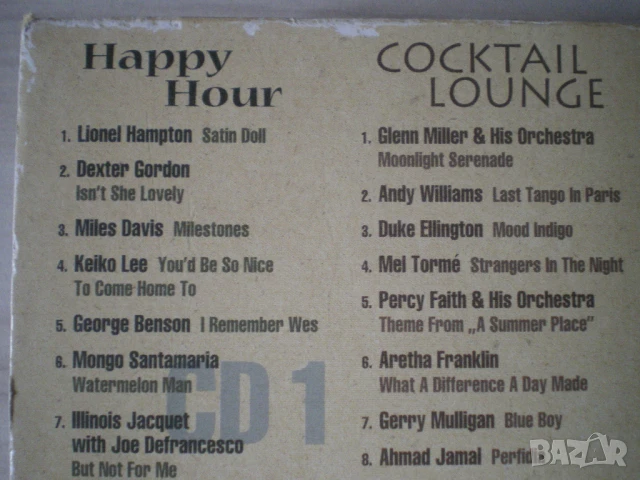 Happy
Hour
1. Lionel Hampton Satin Doll
2. Dexter Gordon
Isn't She Lovely
3. Miles Davis Milestones
4. Keiko Lee You'd Be So Nice
To Come Home To
5. George Benson I Remember Wes
6. Mongo Santamaria
Watermelon Man
7. Illinois Jacquet
with Joe Defrancesco
But Not For Me
CD 1
COCKTAIL
LOUNGE
1. Glenn Miller & His Orchestra
Moonlight Serenade
2. Andy Williams Last Tango In Paris
3. Duke Ellington Mood Indigo
4. Mel Tormé Strangers In The Night
5. Percy Faith & His Orchestra
Theme From „A Summer Place"
6. Aretha Franklin
What A Difference A Day Made
7. Gerry Mulligan Blue Boy
8. Ahmad Jamal Perfidia
BAZAR